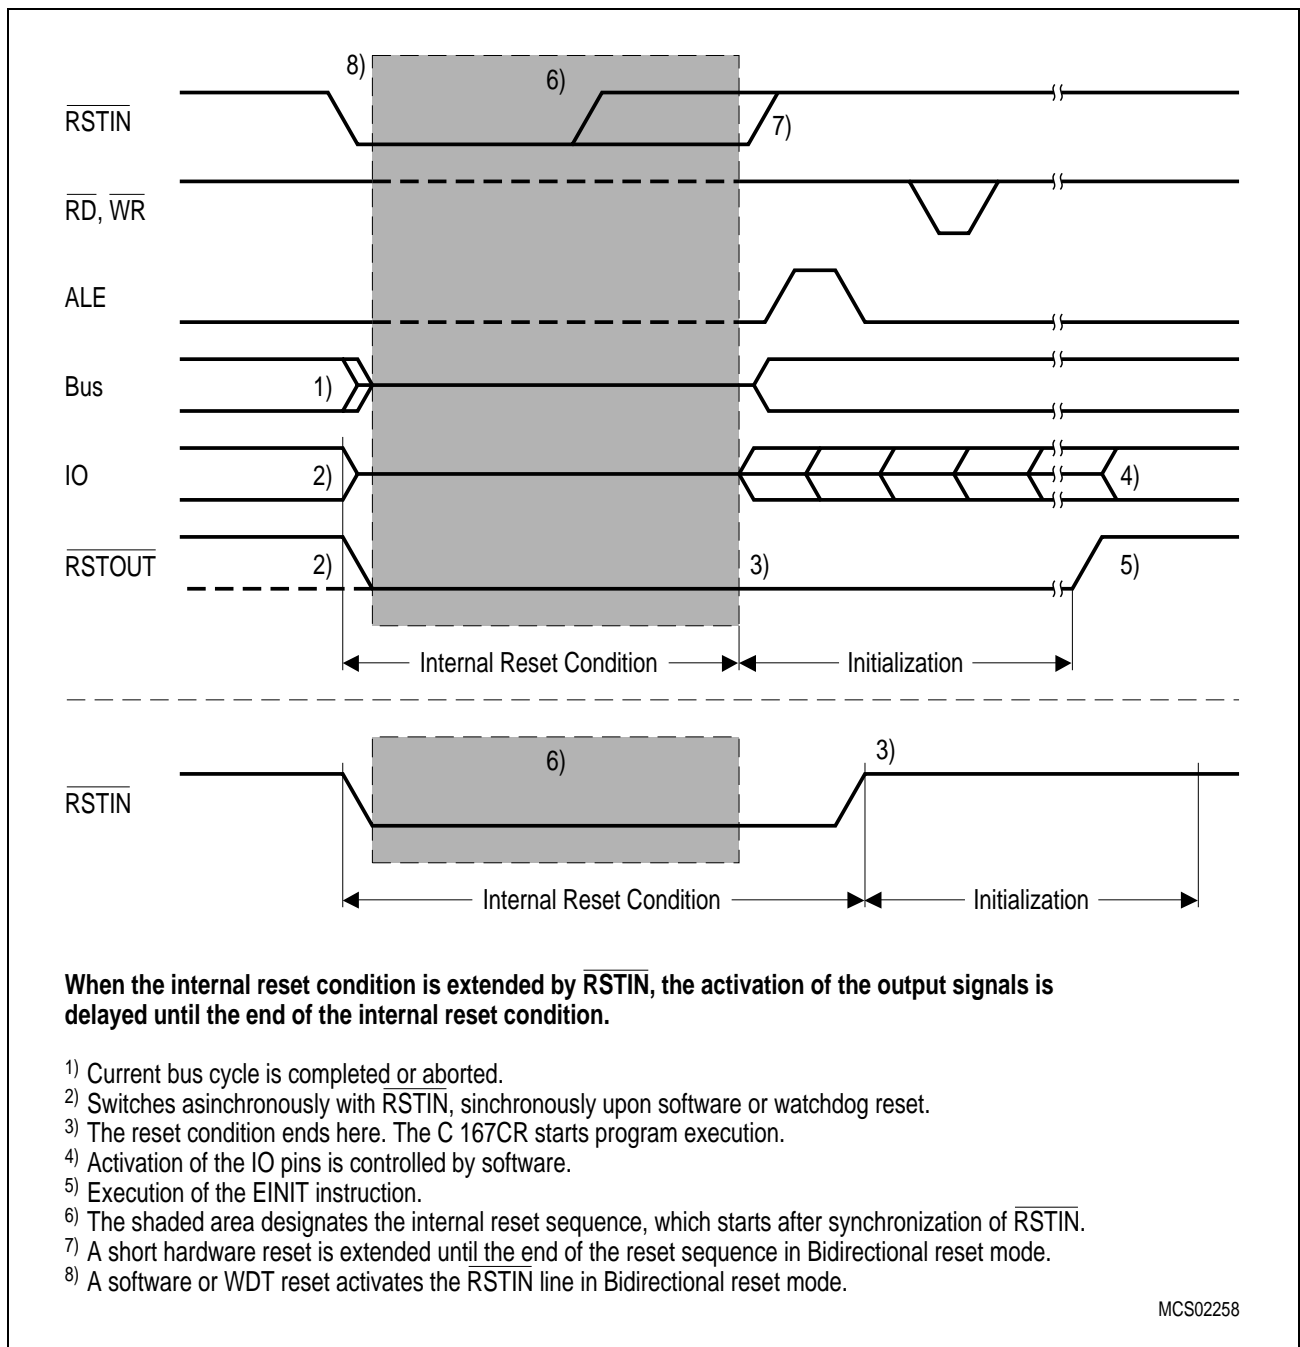 8)
6)
RSTIN
7)
RD, WR
ALE
Bus
1)
IO
2)
4)
RSTOUT
2)
3)
5)
Internal Reset Condition
Initialization
6)
3)
RSTIN
Internal Reset Condition
Initialization
When the internal reset condition is extended by RSTIN, the activation of the output signals is
delayed until the end of the internal reset condition.
1) Current bus cycle is completed or aborted.
2) Switches asinchronously with RSTIN, sinchronously upon software or watchdog reset.
3) The reset condition ends here. The C 167CR starts program execution.
4) Activation of the IO pins is controlled by software.
5) Execution of the EINIT instruction.
6) The shaded area designates the internal reset sequence, which starts after synchronization of RSTIN.
7) A short hardware reset is extended until the end of the reset sequence in Bidirectional reset mode.
8) A software or WDT reset activates the RSTIN line in Bidirectional reset mode.
MCS02258